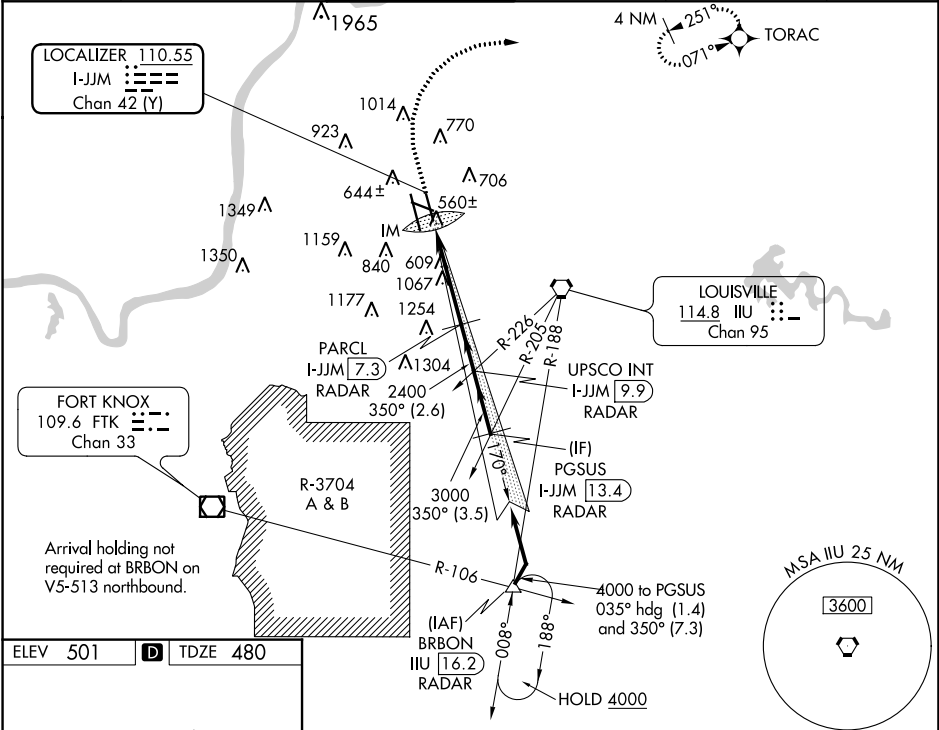 1965
4 NM
251°
071°
TORAC
LOCALIZER 110.55
I-JJM
Chan 42 (Y)
1014
923
770
644±
706
560±
1349
IM
1159
840
609
1350
1067
1177
1254
LOUISVILLE
114.8 IIU
Chan 95
R-226
R-205
R-188
PARCL
I-JJM 7.3
RADAR
1304
2400
350° (2.6)
UPSCO INT
I-JJM 9.9
RADAR
FORT KNOX
109.6 FTK
Chan 33
(IF)
PGSUS
I-JJM 13.4
RADAR
170°
R-3704
A & B
3000
350° (3.5)
Arrival holding not
required at BRBON on
V5-513 northbound.
R-106
4000 to PGSUS
035° hdg (1.4)
and 350° (7.3)
MSA IIU 25 NM
3600
(IAF)
BRBON
IIU 16.2
RADAR
008°
188°
HOLD 4000
ELEV 501 D TDZE 480